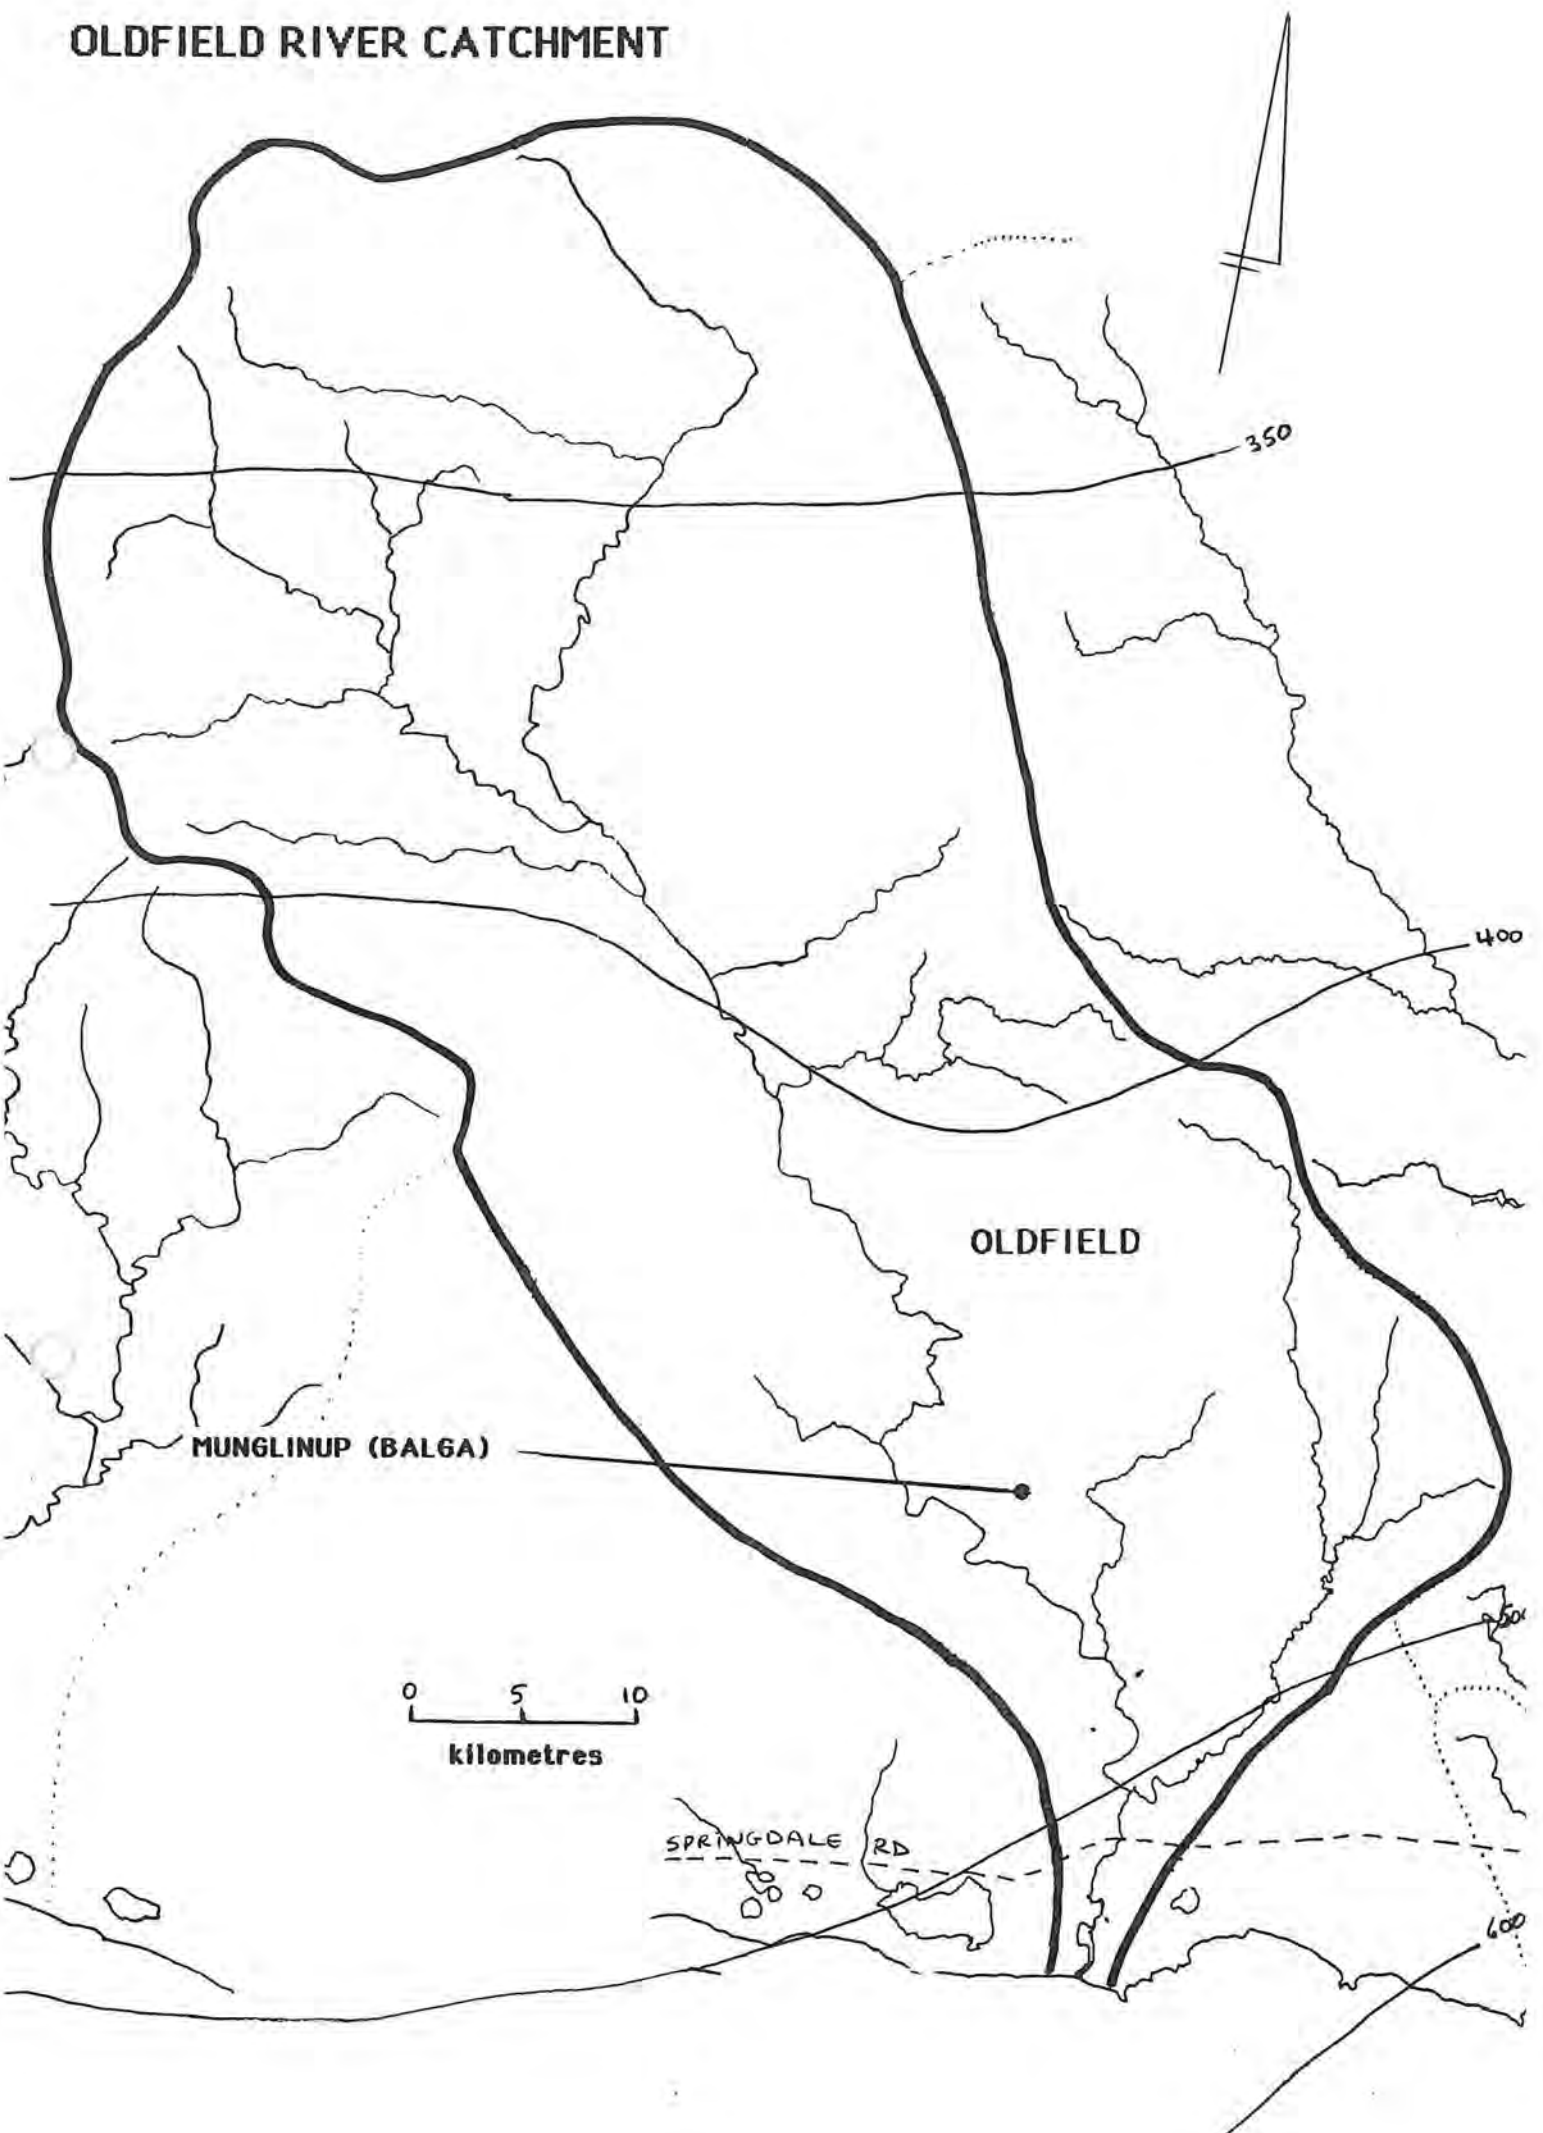 OLDFIELD RIVER CATCHMENT
350
400
OLDFIELD
MUNGLINUP (BALGA)
0 5 10
kilometres
SPRINGDALE RD
600